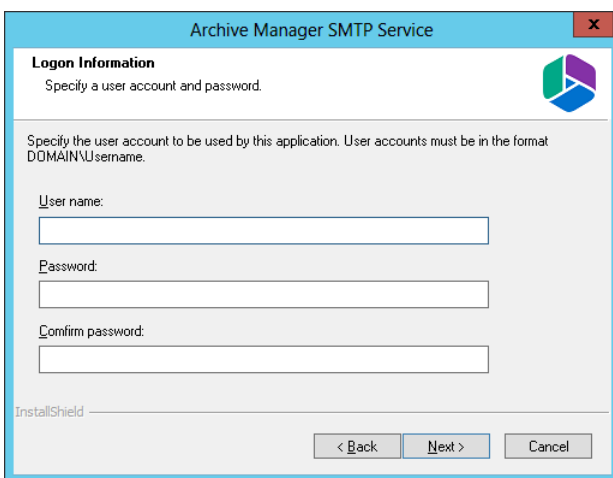 Archive Manager SMTP Service
x
Logon Information
Specify a user account and password.
Specify the user account to be used by this application. User accounts must be in the format
DOMAIN\Username.
User name:
Password:
Comfirm password:
InstallShield
< Back Next > Cancel